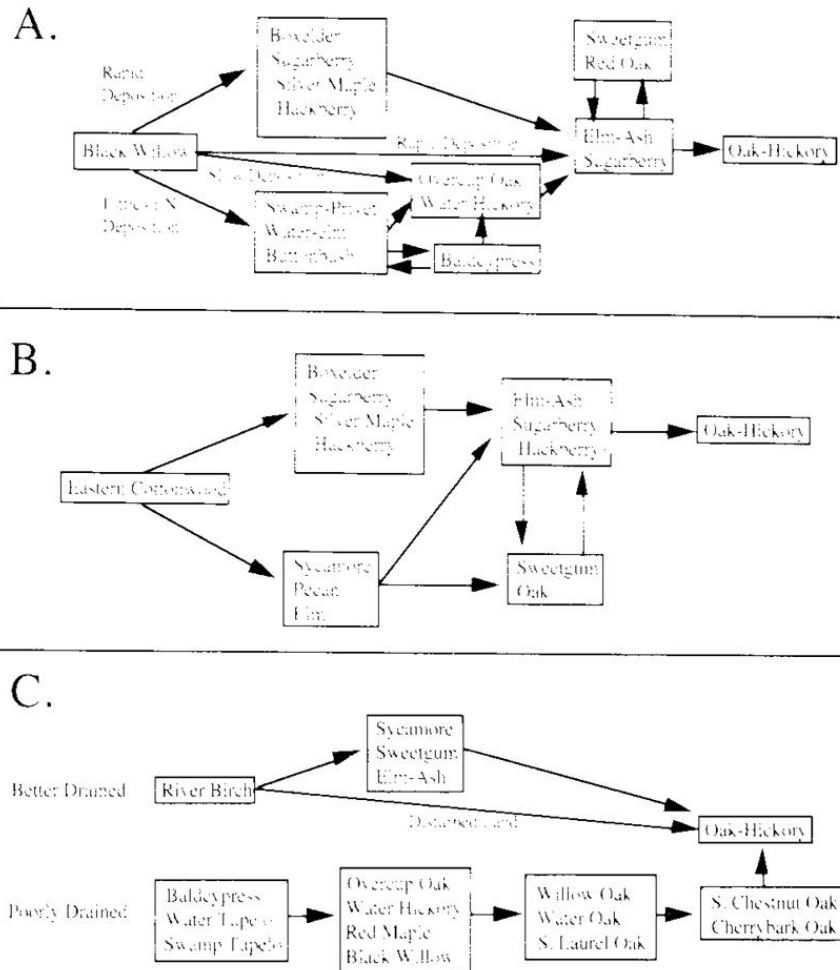 A.
Boxelder
Sugarberry
Silver Maple
Hackberry
Sweetgum
Red Oak
Rapid
Deposition
Black Willow
Rapid Deposition
Elm-Ash
Sugarberry
Oak-Hickory
Slow Deposition
Overcup Oak
Water Hickory
Deposition
Swamp-Privet
Water-elm
Buttonbush
Baldcypress
B.
Boxelder
Sugarberry
Silver Maple
Hackberry
Elm-Ash
Sugarberry
Hackberry
Oak-Hickory
Eastern Cottonwood
Sycamore
Pecan
Elm
Sweetgum
Oak
C.
Sycamore
Sweetgum
Elm-Ash
Better Drained
River Birch
Disturbed Land
Oak-Hickory
Poorly Drained
Baldcypress
Water Tapelo
Swamp Tapelo
Overcup Oak
Water Hickory
Red Maple
Black Willow
Willow Oak
Water Oak
S. Laurel Oak
S. Chestnut Oak
Cherrybark Oak